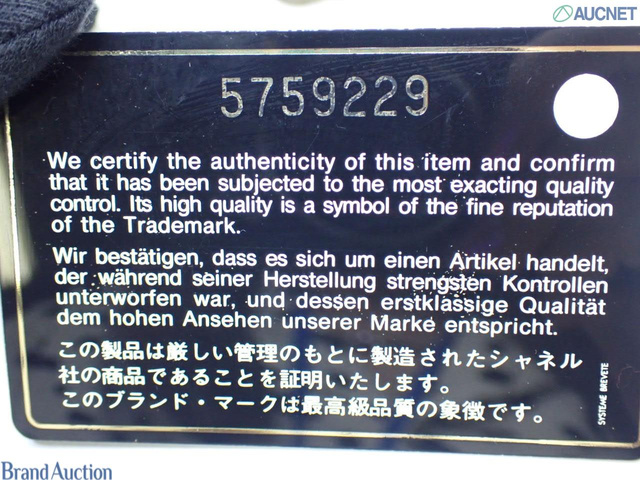 AUCNET
5759229
We certify the authenticity of this item and confirm
that it has been subjected to the most exacting quality
control. Its high quality is a symbol of the fine reputation
of the Trademark.
Wir bestätigen, dass es sich um einen Artikel handelt,
der während seiner Herstellung strengsten Kontrollen
unterworfen war, und dessen erstklassige Qualität
dem hohen Ansehen unserer Marke entspricht.
この製品は厳しい管理のもとに製造されたシャネル
社の商品であることを証明いたします。
このブランド・マークは最高級品質の象徴です。
SYSTEME BREVETE
Brand Auction